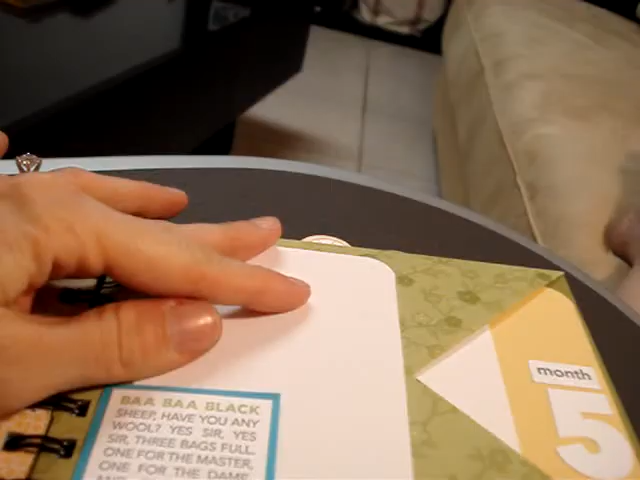 BAA BAA BLACK
SHEEP, HAVE YOU ANY
WOOL? YES SIR, YES
SIR, THREE BAGS FULL.
ONE FOR THE MASTER,
ONE FOR THE DAME,
month
5